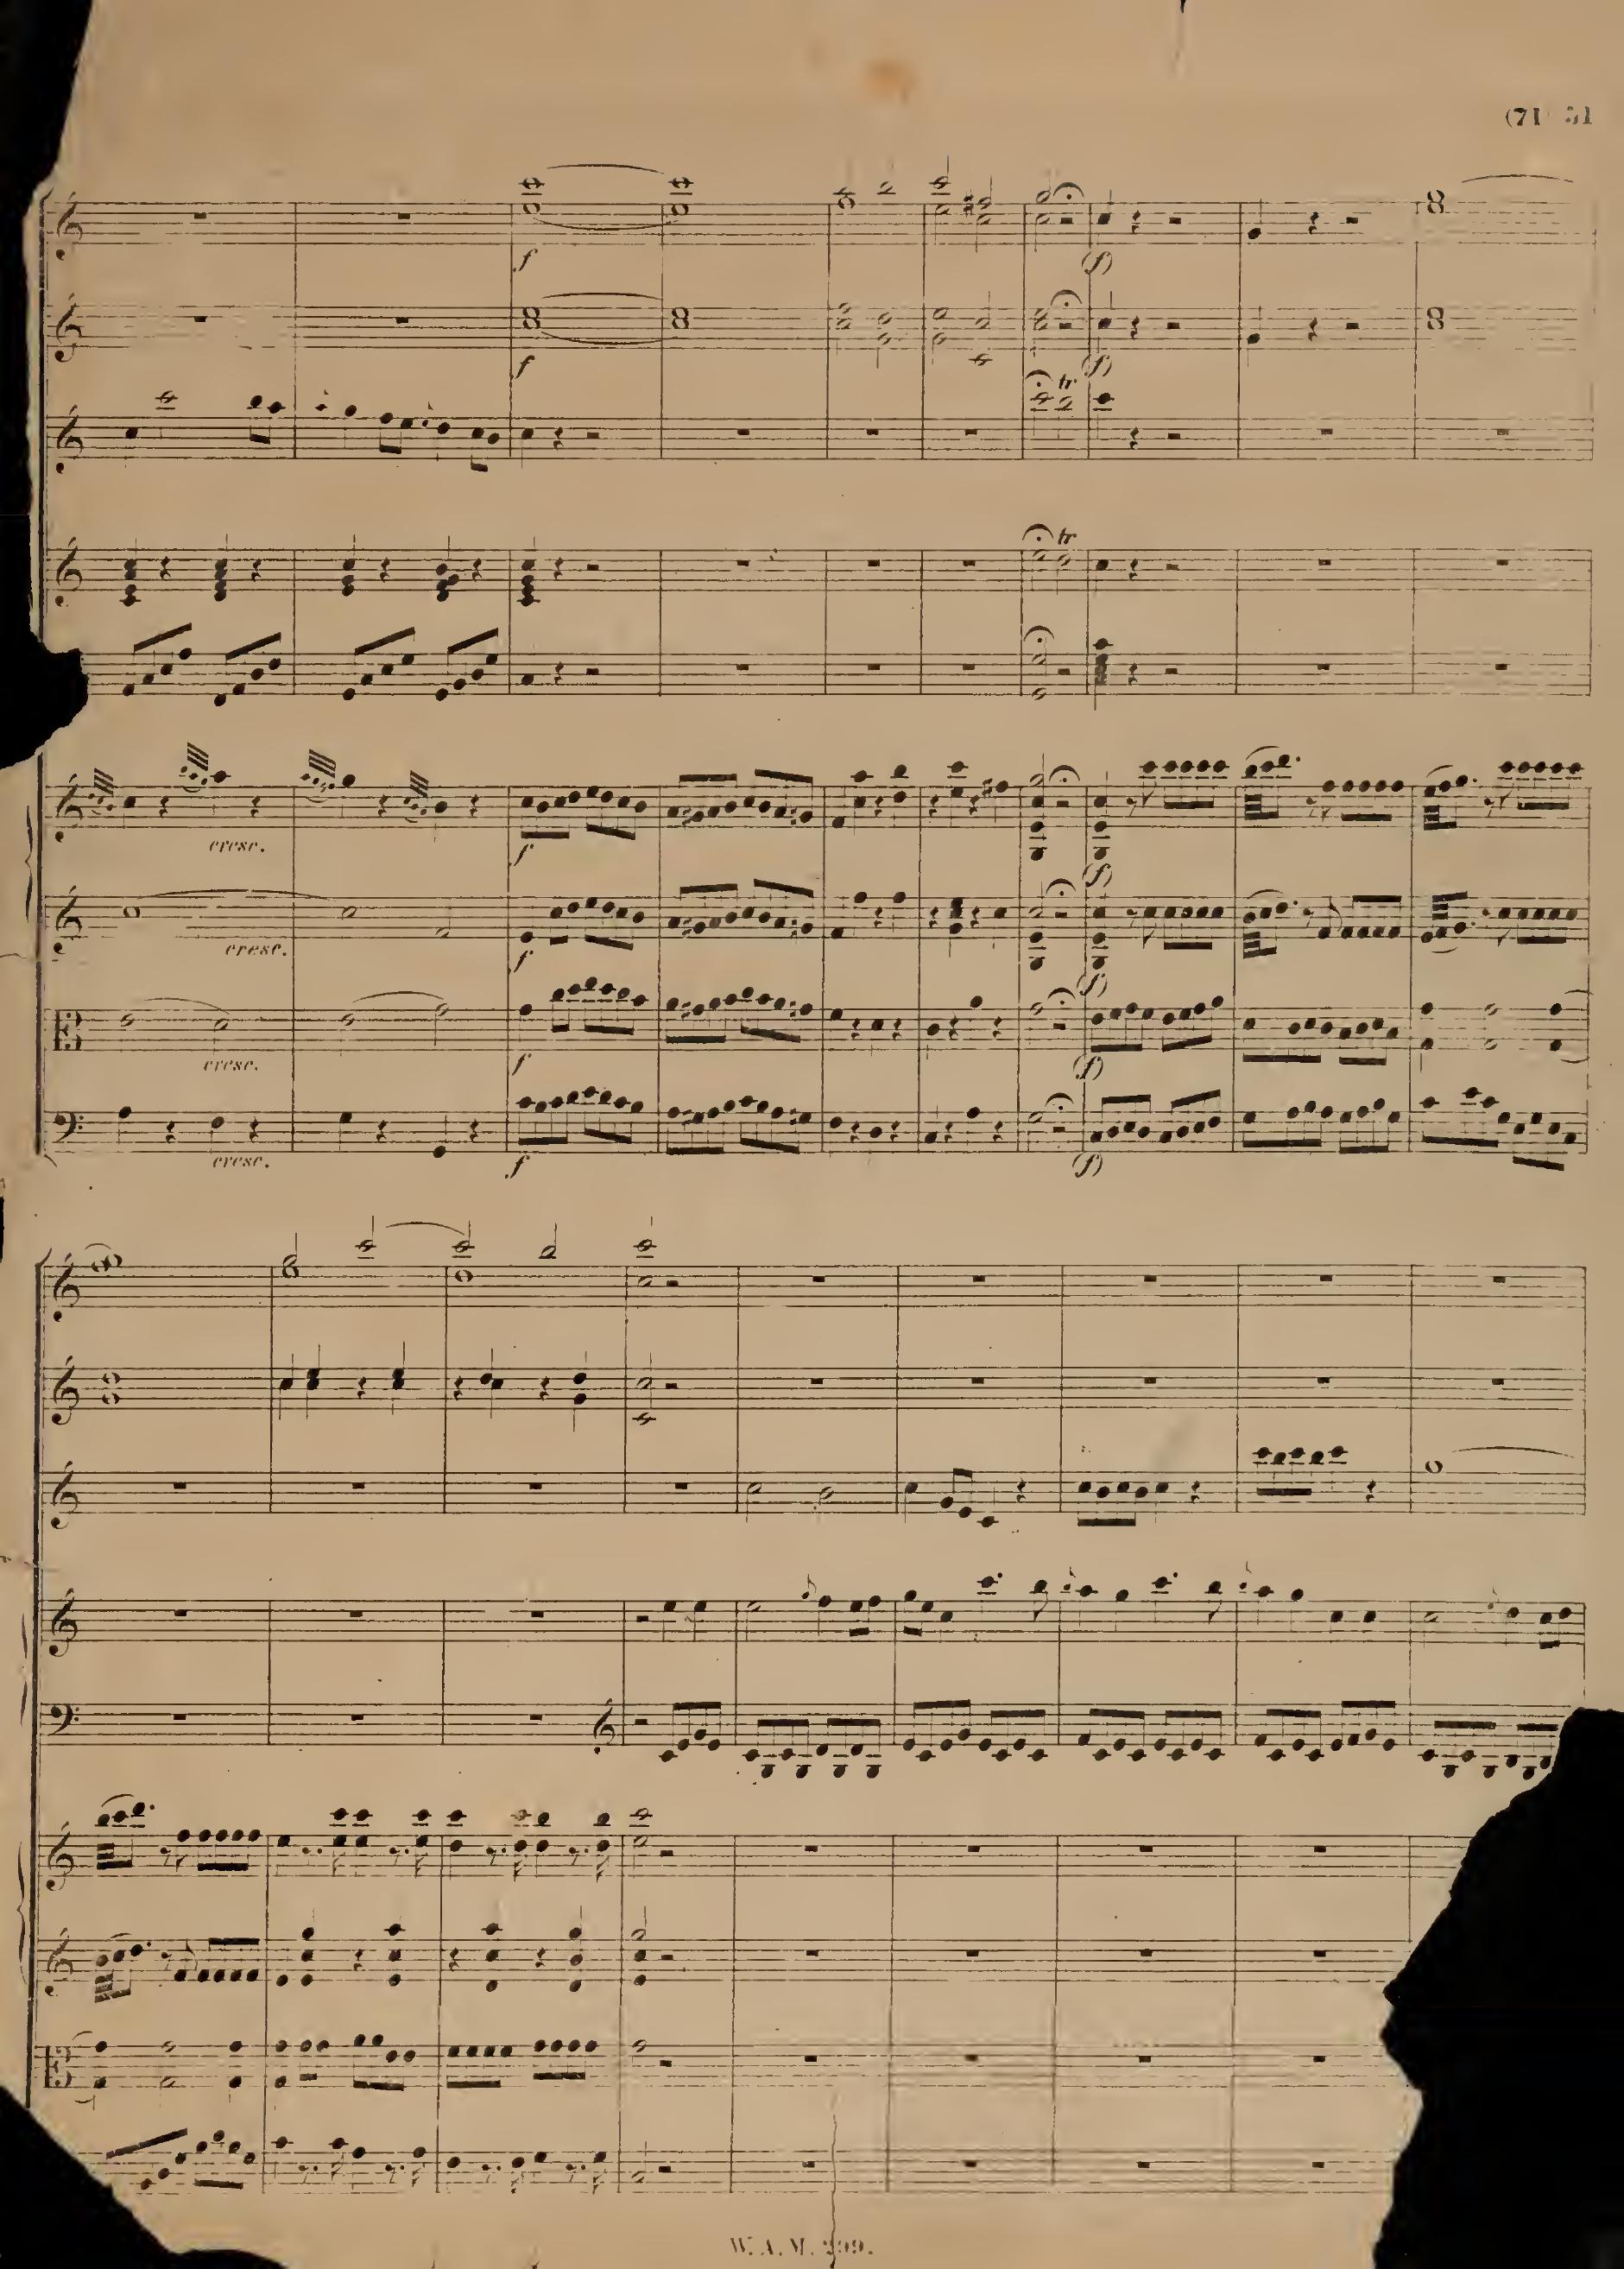 (71) 31
f
(f)
f
(f)
tr
tr
cresc.
f
(f)
cresc.
f
(f)
cresc.
f
(f)
cresc.
f
(f)
W.A.M. 299.